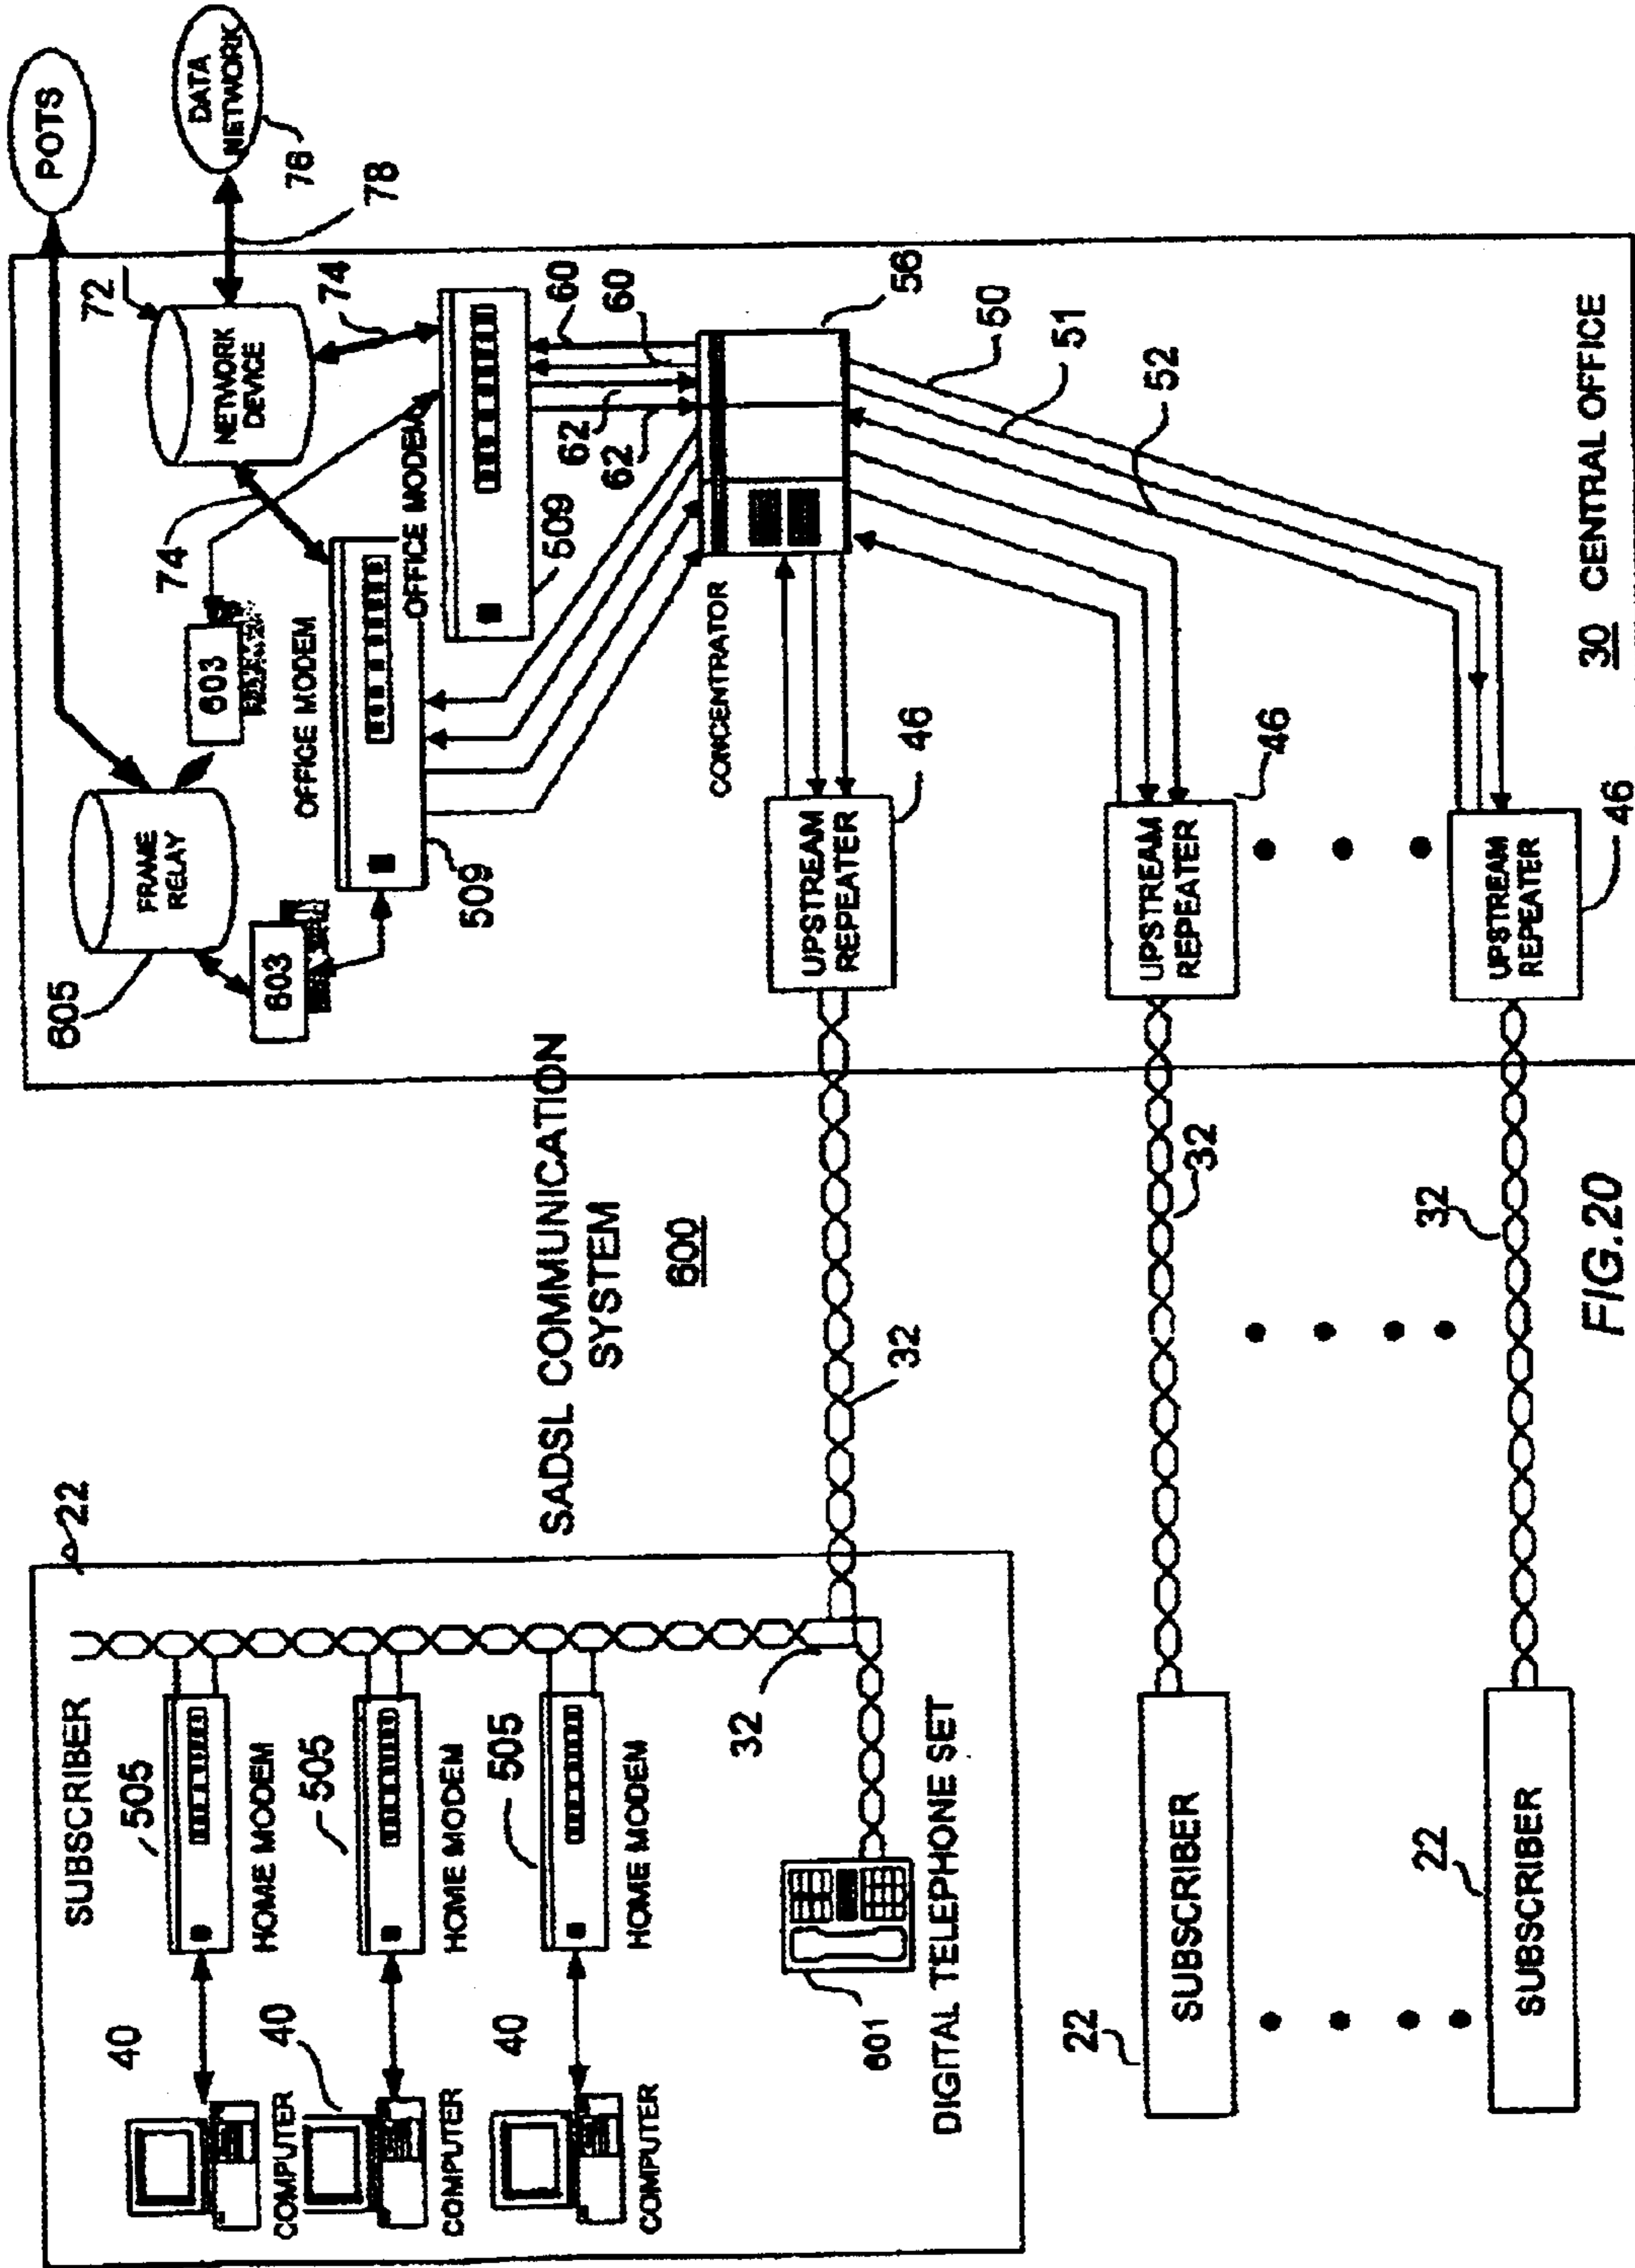 SUBSCRIBER
22
505
HOME MODEM
40
COMPUTER
505
HOME MODEM
40
COMPUTER
505
HOME MODEM
40
COMPUTER
32
601
DIGITAL TELEPHONE SET
SADSL COMMUNICATION
SYSTEM
600
32
22
SUBSCRIBER
32
22
SUBSCRIBER
32
FIG.20
POTS
DATA
NETWORK
76
78
72
NETWORK
DEVICE
74
74
FRAME
RELAY
605
603
603
OFFICE MODEM
509
OFFICE MODEM
509
60
60
62
62
56
CONCENTRATOR
50
51
52
UPSTREAM
REPEATER
46
UPSTREAM
REPEATER
46
UPSTREAM
REPEATER
46
30 CENTRAL OFFICE